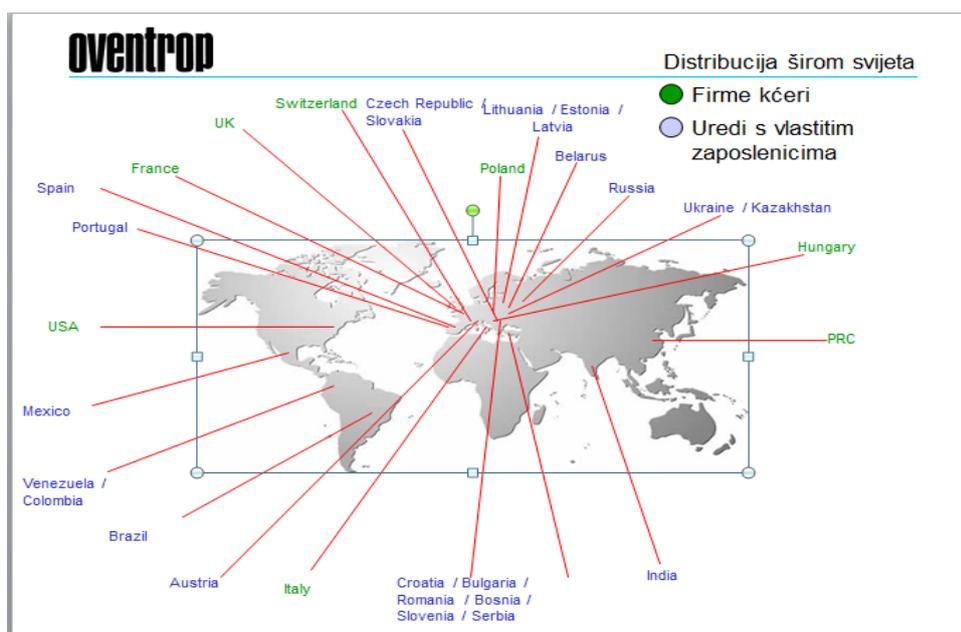 oventrop
Distribucija širom svijeta
Firme kćeri
Uredi s vlastitim
zaposlenicima
Switzerland
Czech Republic /
Slovakia
Lithuania / Estonia /
Latvia
UK
Belarus
France
Poland
Spain
Russia
Portugal
Ukraine / Kazakhstan
Hungary
USA
PRC
Mexico
Venezuela /
Colombia
Brazil
Austria
Italy
Croatia / Bulgaria /
Romania / Bosnia /
Slovenia / Serbia
India